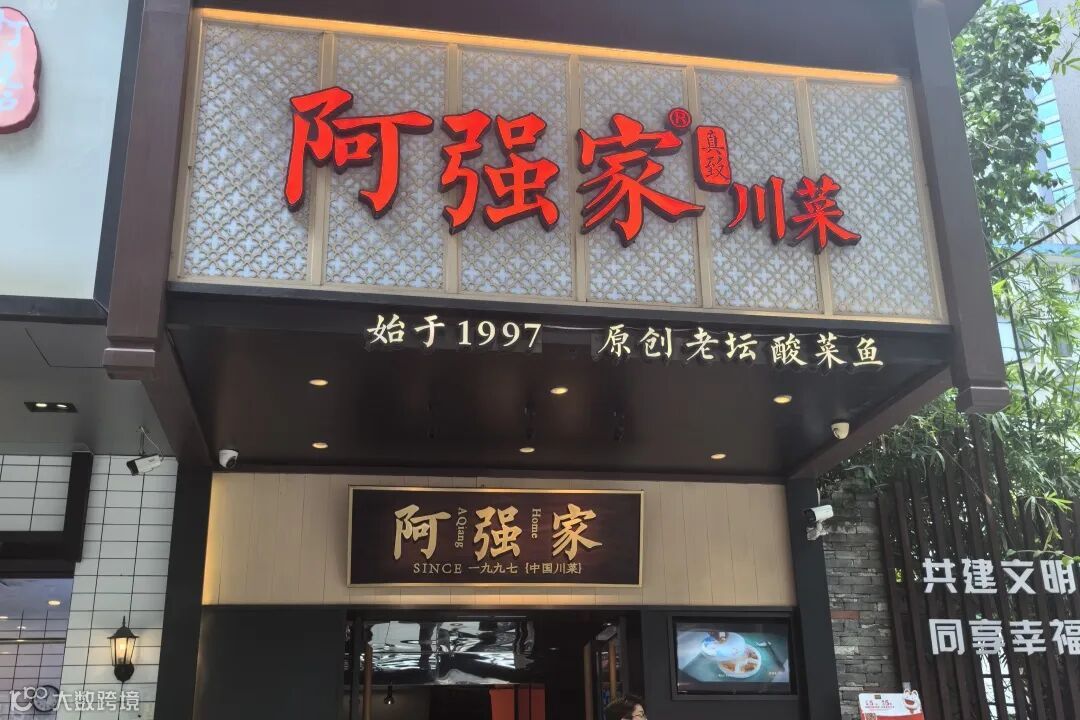 阿强家®真致川菜
始于1997 原创老坛酸菜鱼
阿强家
A Qiang Home
SINCE 一九九七 {中国川菜}
共建文明
同享幸福
大数跨境